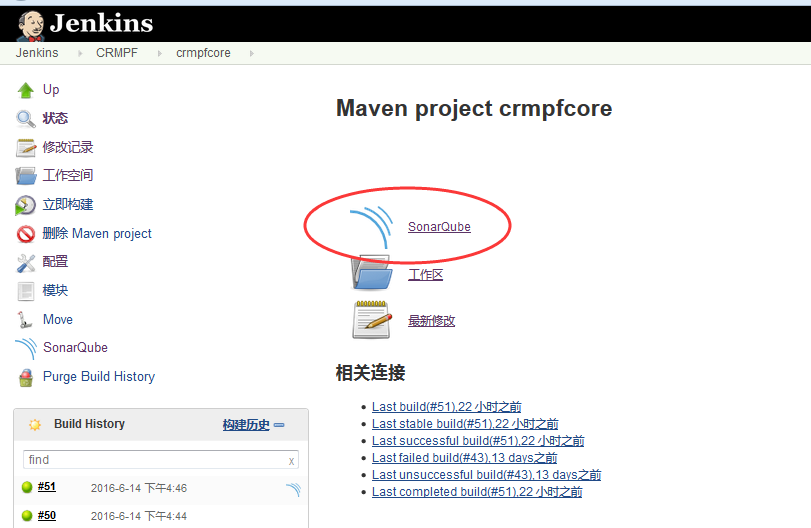 Jenkins
Jenkins CRMPF crmpfcore
Up
状态
修改记录
工作空间
立即构建
删除 Maven project
配置
模块
Move
SonarQube
Purge Build History
Build History 构建历史
find x
#51 2016-6-14 下午4:46
#50 2016-6-14 下午4:44
Maven project crmpfcore
SonarQube
工作区
最新修改
相关连接
Last build(#51),22 小时之前
Last stable build(#51),22 小时之前
Last successful build(#51),22 小时之前
Last failed build(#43),13 days之前
Last unsuccessful build(#43),13 days之前
Last completed build(#51),22 小时之前